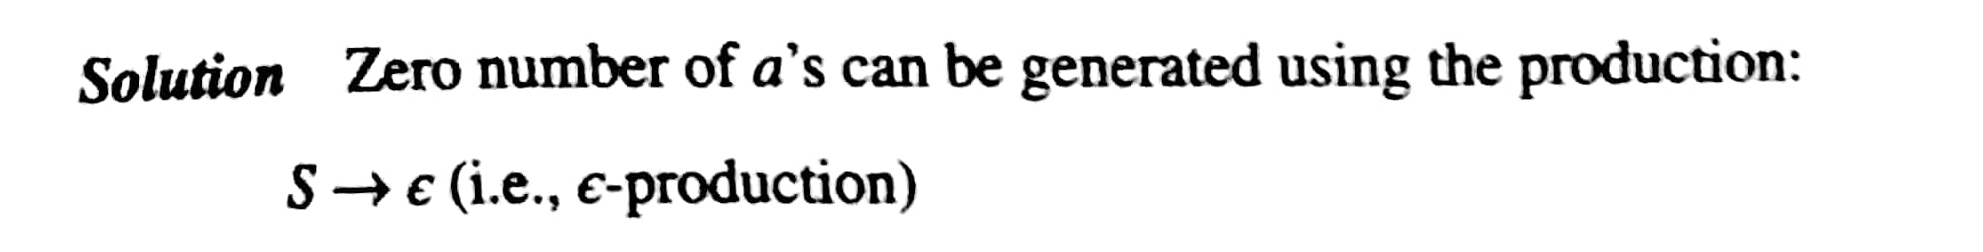 Solution Zero number of a's can be generated using the production:
S → ϵ (i.e., ϵ-production)